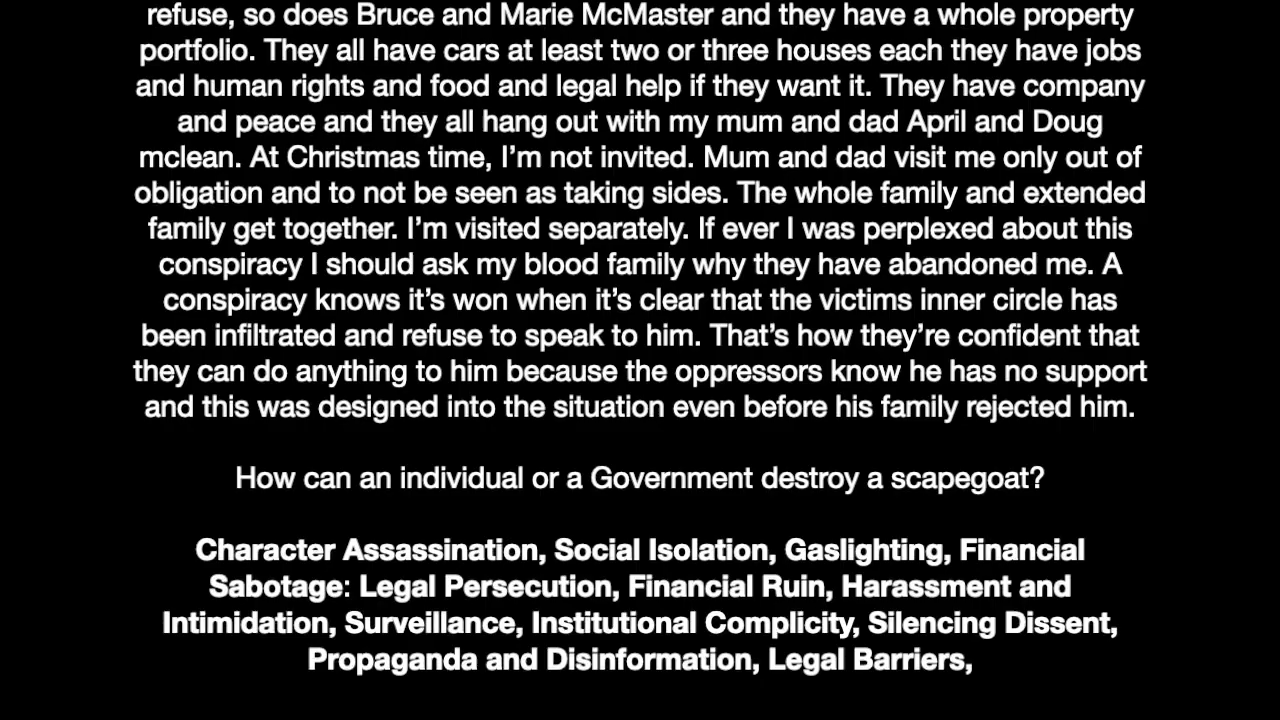 refuse, so does Bruce and Marie McMaster and they have a whole property
portfolio. They all have cars at least two or three houses each they have jobs
and human rights and food and legal help if they want it. They have company
and peace and they all hang out with my mum and dad April and Doug
mclean. At Christmas time, I’m not invited. Mum and dad visit me only out of
obligation and to not be seen as taking sides. The whole family and extended
family get together. I’m visited separately. If ever I was perplexed about this
conspiracy I should ask my blood family why they have abandoned me. A
conspiracy knows it’s won when it’s clear that the victims inner circle has
been infiltrated and refuse to speak to him. That’s how they’re confident that
they can do anything to him because the oppressors know he has no support
and this was designed into the situation even before his family rejected him.
How can an individual or a Government destroy a scapegoat?
Character Assassination, Social Isolation, Gaslighting, Financial
Sabotage: Legal Persecution, Financial Ruin, Harassment and
Intimidation, Surveillance, Institutional Complicity, Silencing Dissent,
Propaganda and Disinformation, Legal Barriers,